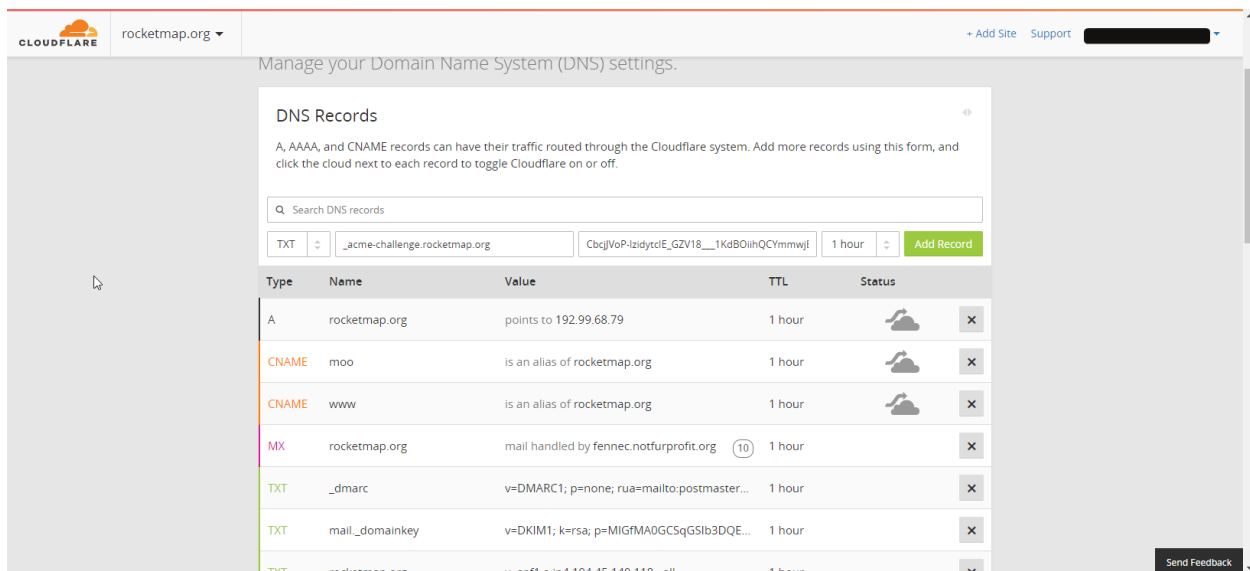 CLOUDFLARE
rocketmap.org
+ Add Site Support
Manage your Domain Name System (DNS) settings.
DNS Records
A, AAAA, and CNAME records can have their traffic routed through the Cloudflare system. Add more records using this form, and
click the cloud next to each record to toggle Cloudflare on or off.
Search DNS records
TXT _acme-challenge.rocketmap.org 1 hour Add Record
Type Name Value TTL Status
A rocketmap.org points to 192.99.68.79 1 hour
CNAME moo is an alias of rocketmap.org 1 hour
CNAME www is an alias of rocketmap.org 1 hour
MX rocketmap.org mail handled by fennec.notfurprofit.org 10 1 hour
TXT _dmarc v=DMARC1; p=none; rua=mailto:postmaster... 1 hour
TXT mail._domainkey v=DKIM1; k=rsa; p=MIGfMA0GCSqGSIb3DQE... 1 hour
Send Feedback